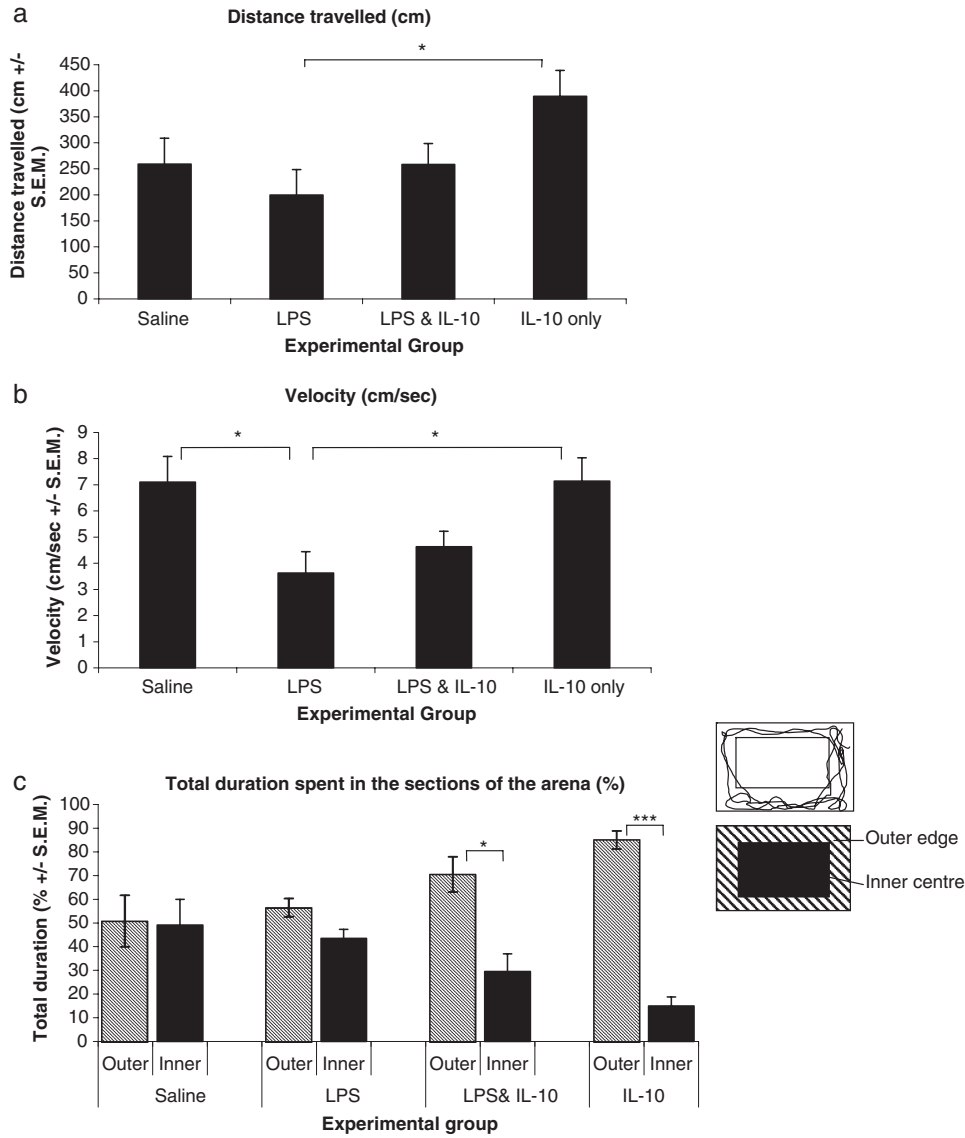 a
Distance travelled (cm)
Distance travelled (cm +/-
S.E.M.)
450
400
350
300
250
200
150
100
50
0
*
Saline LPS LPS & IL-10 IL-10 only
Experimental Group
b
Velocity (cm/sec)
Velocity (cm/sec +/- S.E.M.)
9
8
7
6
5
4
3
2
1
0
* *
Saline LPS LPS & IL-10 IL-10 only
Experimental Group
c
Total duration spent in the sections of the arena (%)
Total duration (% +/- S.E.M.)
100
90
80
70
60
50
40
30
20
10
0
* ***
Outer Inner Outer Inner Outer Inner Outer Inner
Saline LPS LPS& IL-10 IL-10
Experimental group
Outer edge
Inner centre